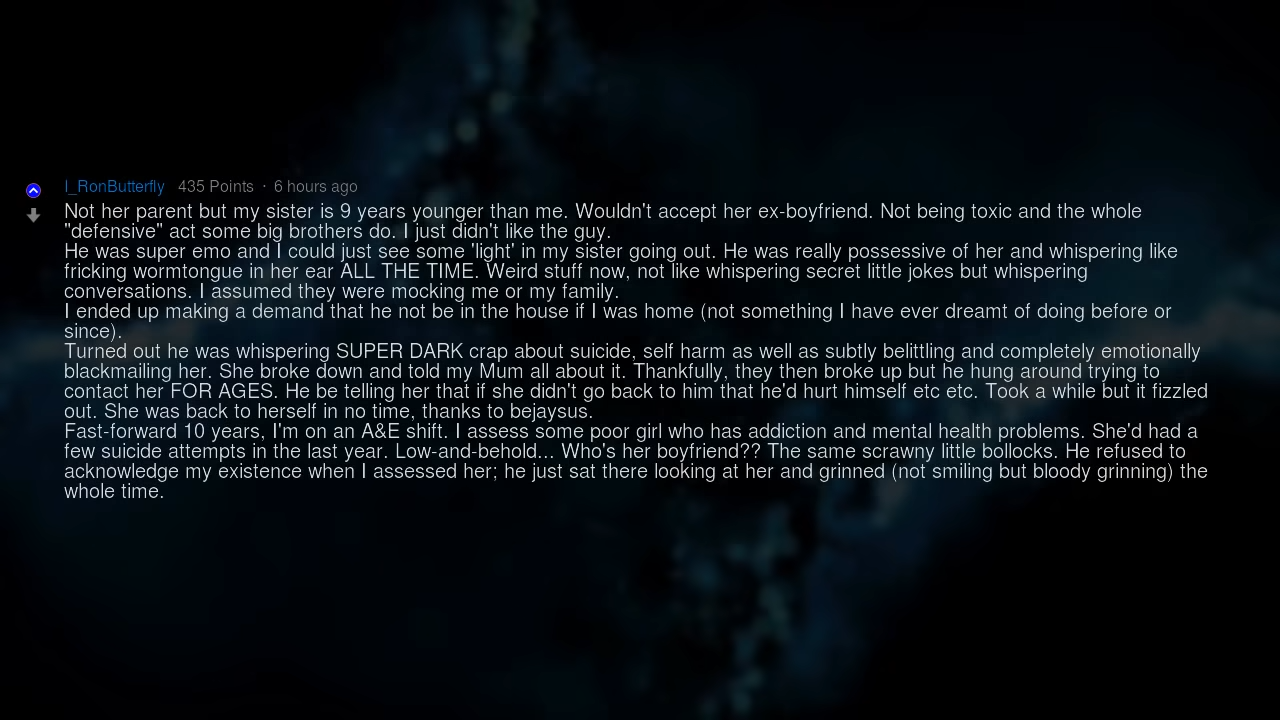 I_RonButterfly 435 Points · 6 hours ago
Not her parent but my sister is 9 years younger than me. Wouldn't accept her ex-boyfriend. Not being toxic and the whole
"defensive" act some big brothers do. I just didn't like the guy.
He was super emo and I could just see some 'light' in my sister going out. He was really possessive of her and whispering like
fricking wormtongue in her ear ALL THE TIME. Weird stuff now, not like whispering secret little jokes but whispering
conversations. I assumed they were mocking me or my family.
I ended up making a demand that he not be in the house if I was home (not something I have ever dreamt of doing before or
since).
Turned out he was whispering SUPER DARK crap about suicide, self harm as well as subtly belittling and completely emotionally
blackmailing her. She broke down and told my Mum all about it. Thankfully, they then broke up but he hung around trying to
contact her FOR AGES. He be telling her that if she didn't go back to him that he'd hurt himself etc etc. Took a while but it fizzled
out. She was back to herself in no time, thanks to bejaysus.
Fast-forward 10 years, I'm on an A&E shift. I assess some poor girl who has addiction and mental health problems. She'd had a
few suicide attempts in the last year. Low-and-behold... Who's her boyfriend?? The same scrawny little bollocks. He refused to
acknowledge my existence when I assessed her; he just sat there looking at her and grinned (not smiling but bloody grinning) the
whole time.